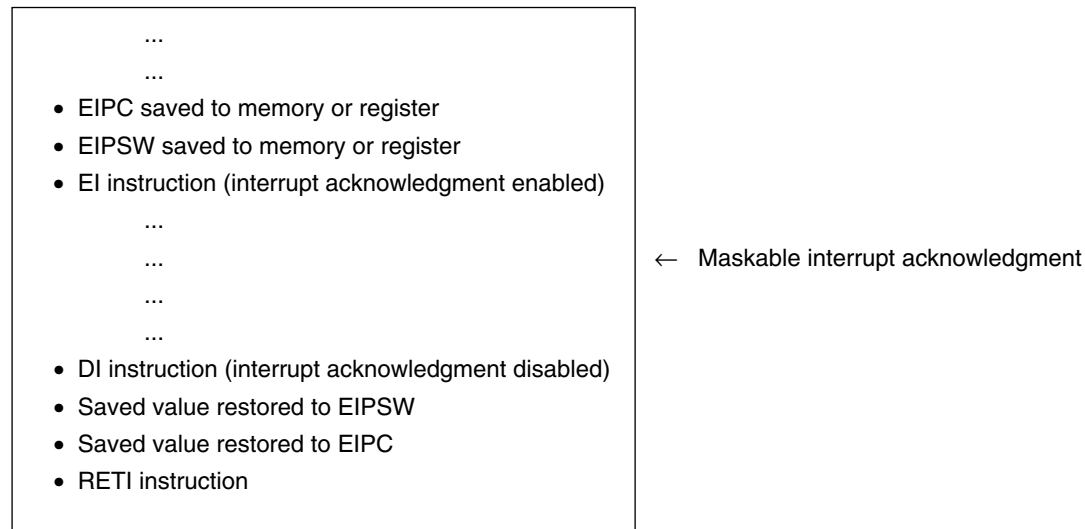 ...
...
• EIPC saved to memory or register
• EIPSW saved to memory or register
• EI instruction (interrupt acknowledgment enabled)
...
...
← Maskable interrupt acknowledgment
...
...
• DI instruction (interrupt acknowledgment disabled)
• Saved value restored to EIPSW
• Saved value restored to EIPC
• RETI instruction